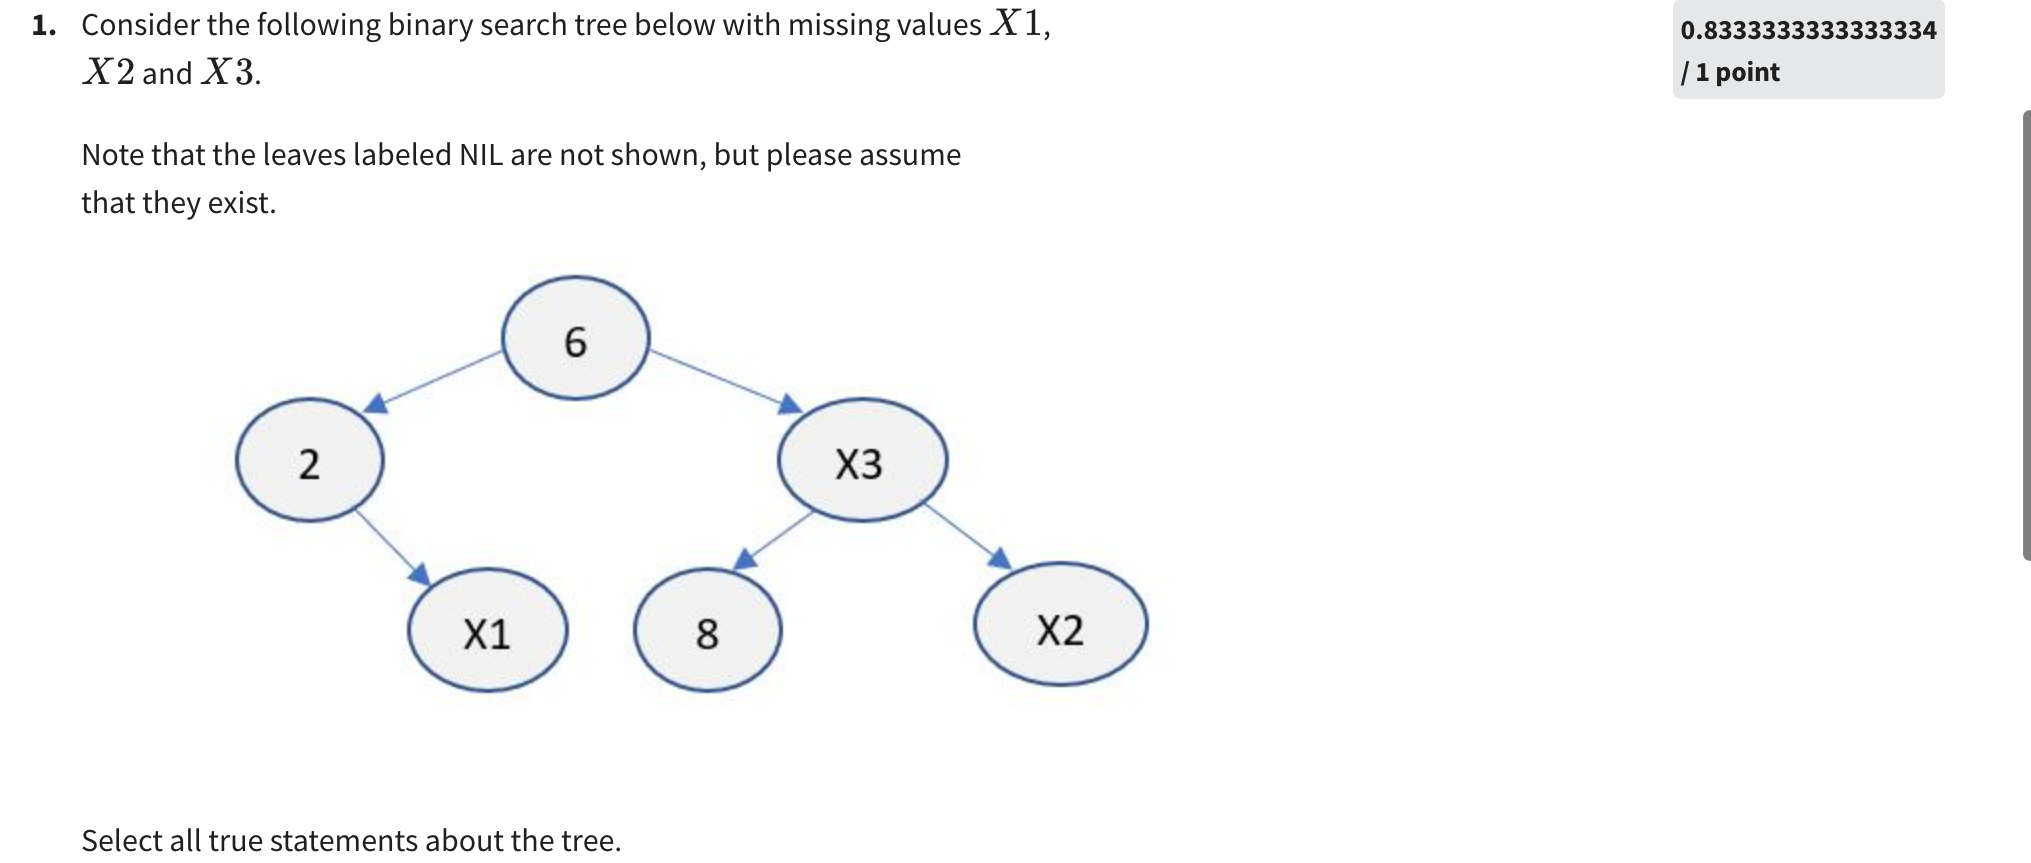 1. Consider the following binary search tree below with missing values X1,
X2 and X3.
0.8333333333333334
/ 1 point
Note that the leaves labeled NIL are not shown, but please assume
that they exist.
6
2
X3
X1
8
X2
Select all true statements about the tree.